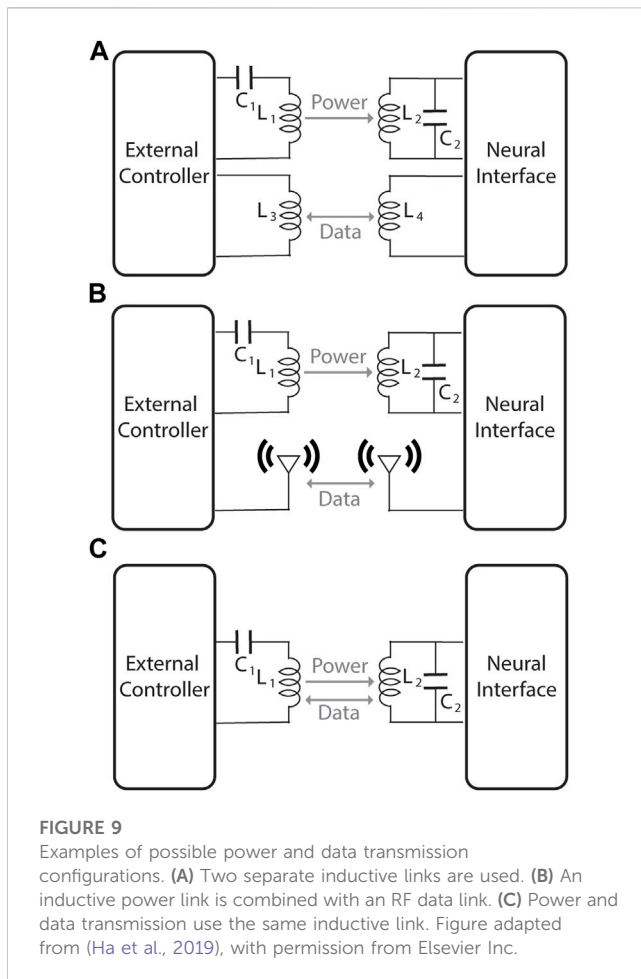 A
External
Controller
C1
L1
Power
L2
C2
Neural
Interface
L3
Data
L4
B
External
Controller
C1
L1
Power
L2
C2
Neural
Interface
Data
C
External
Controller
C1
L1
Power
Data
L2
C2
Neural
Interface
FIGURE 9
Examples of possible power and data transmission
configurations. (A) Two separate inductive links are used. (B) An
inductive power link is combined with an RF data link. (C) Power and
data transmission use the same inductive link. Figure adapted
from (Ha et al., 2019), with permission from Elsevier Inc.